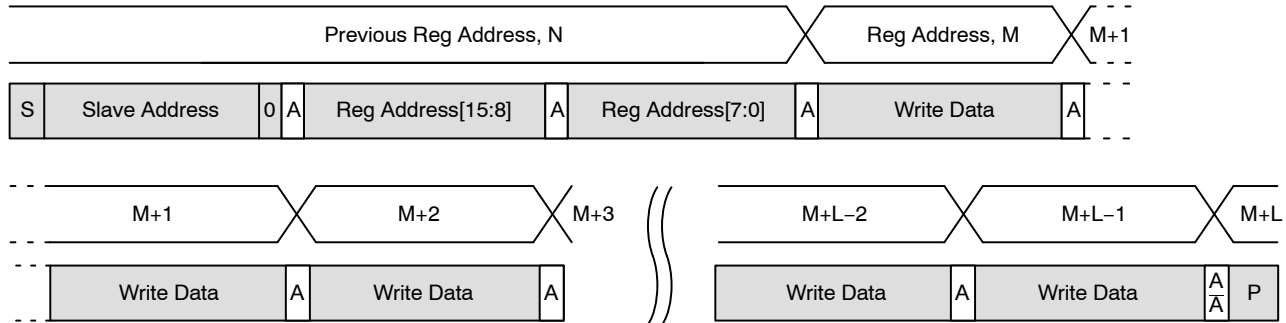 Previous Reg Address, N Reg Address, M M+1
S Slave Address 0 A Reg Address[15:8] A Reg Address[7:0] A Write Data A
M+1 M+2 M+3 M+L−2 M+L−1 M+L
Write Data A Write Data A Write Data A Write Data A/A̅ P